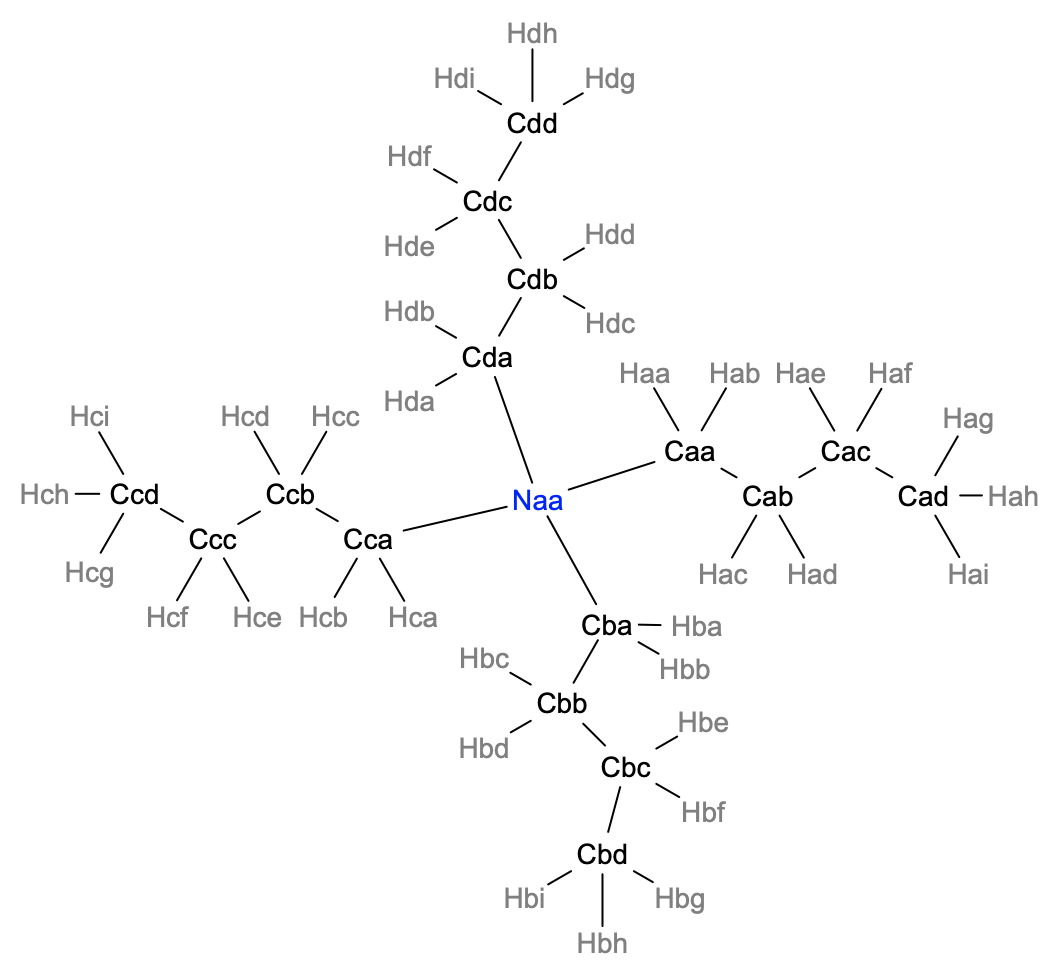 Hdh
Hdi Hdg
Cdd
Hdf
Cdc
Hde Hdd
Cdb
Hdb Hdc
Cda
Hda Haa Hab Hae Haf
Hci Hcd Hcc Hag
Caa Cac
Hch Ccd Ccb Naa Cab Cad Hah
Ccc Cca
Hcg Hac Had Hai
Hcf Hce Hcb Hca
Cba Hba
Hbc Hbb
Cbb
Hbd Hbe
Cbc
Hbf
Cbd
Hbi Hbg
Hbh